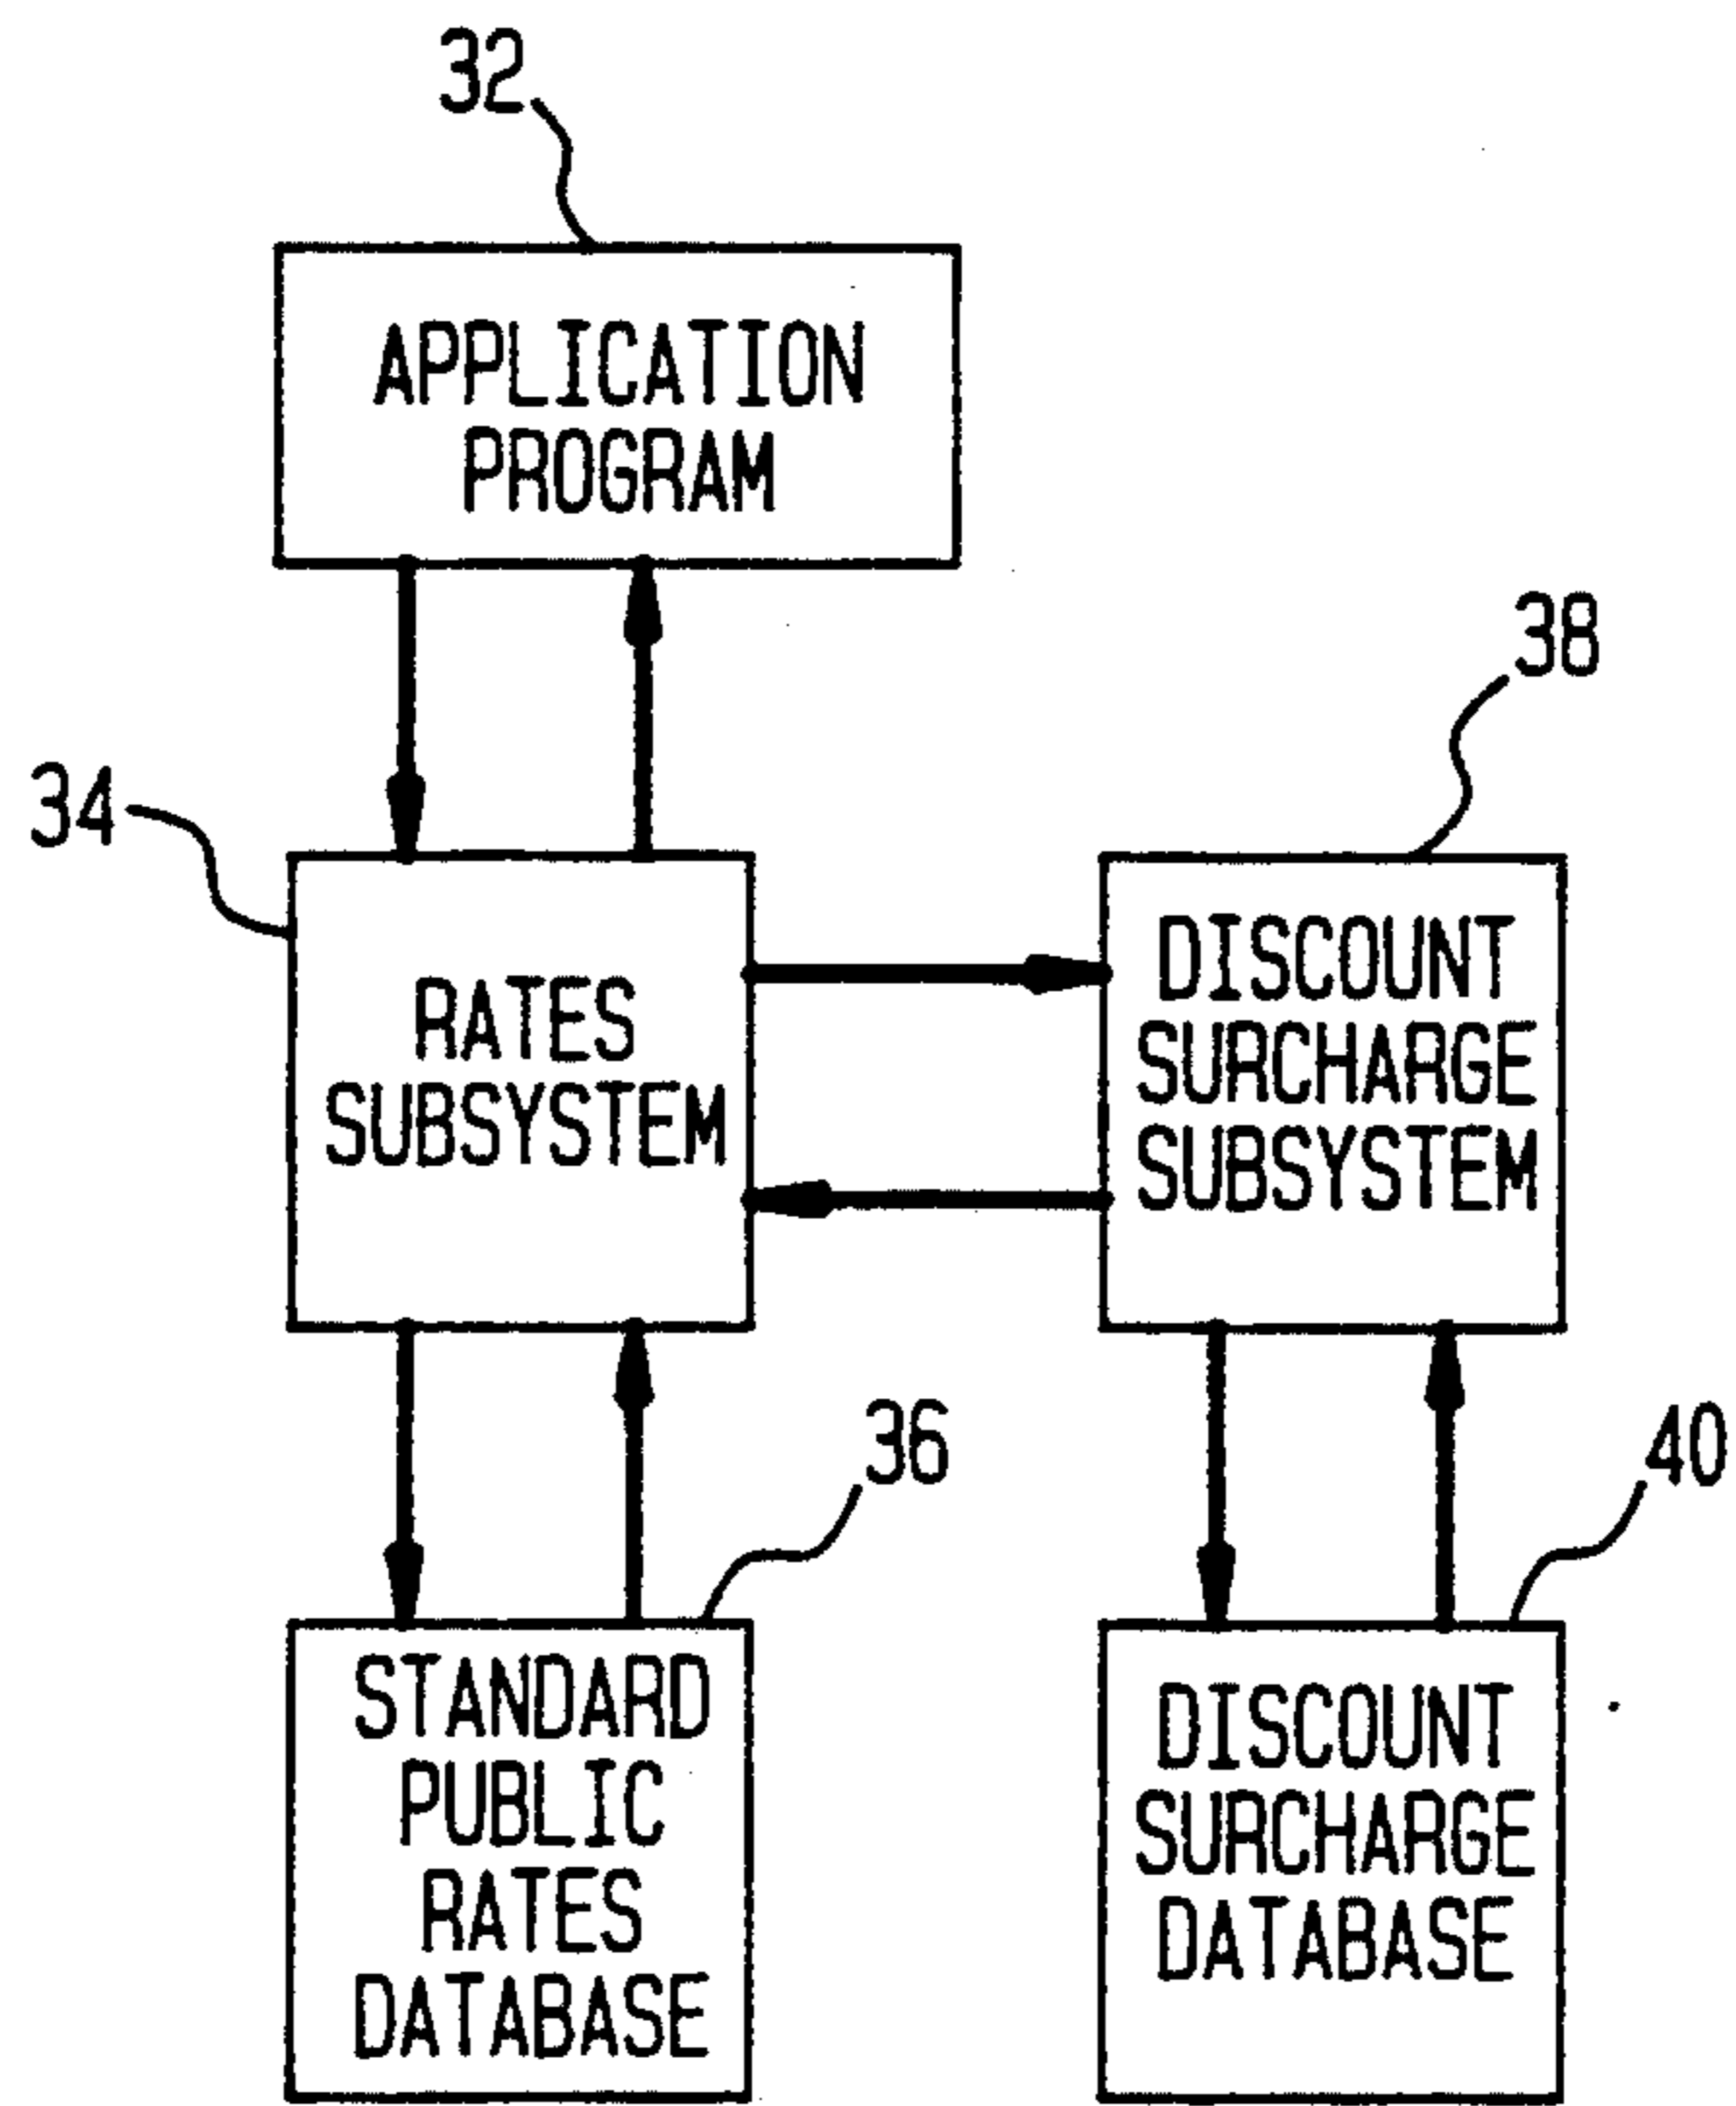 32
APPLICATION
PROGRAM
38
34
RATES
SUBSYSTEM
DISCOUNT
SURCHARGE
SUBSYSTEM
36
40
STANDARD
PUBLIC
RATES
DATABASE
DISCOUNT
SURCHARGE
DATABASE